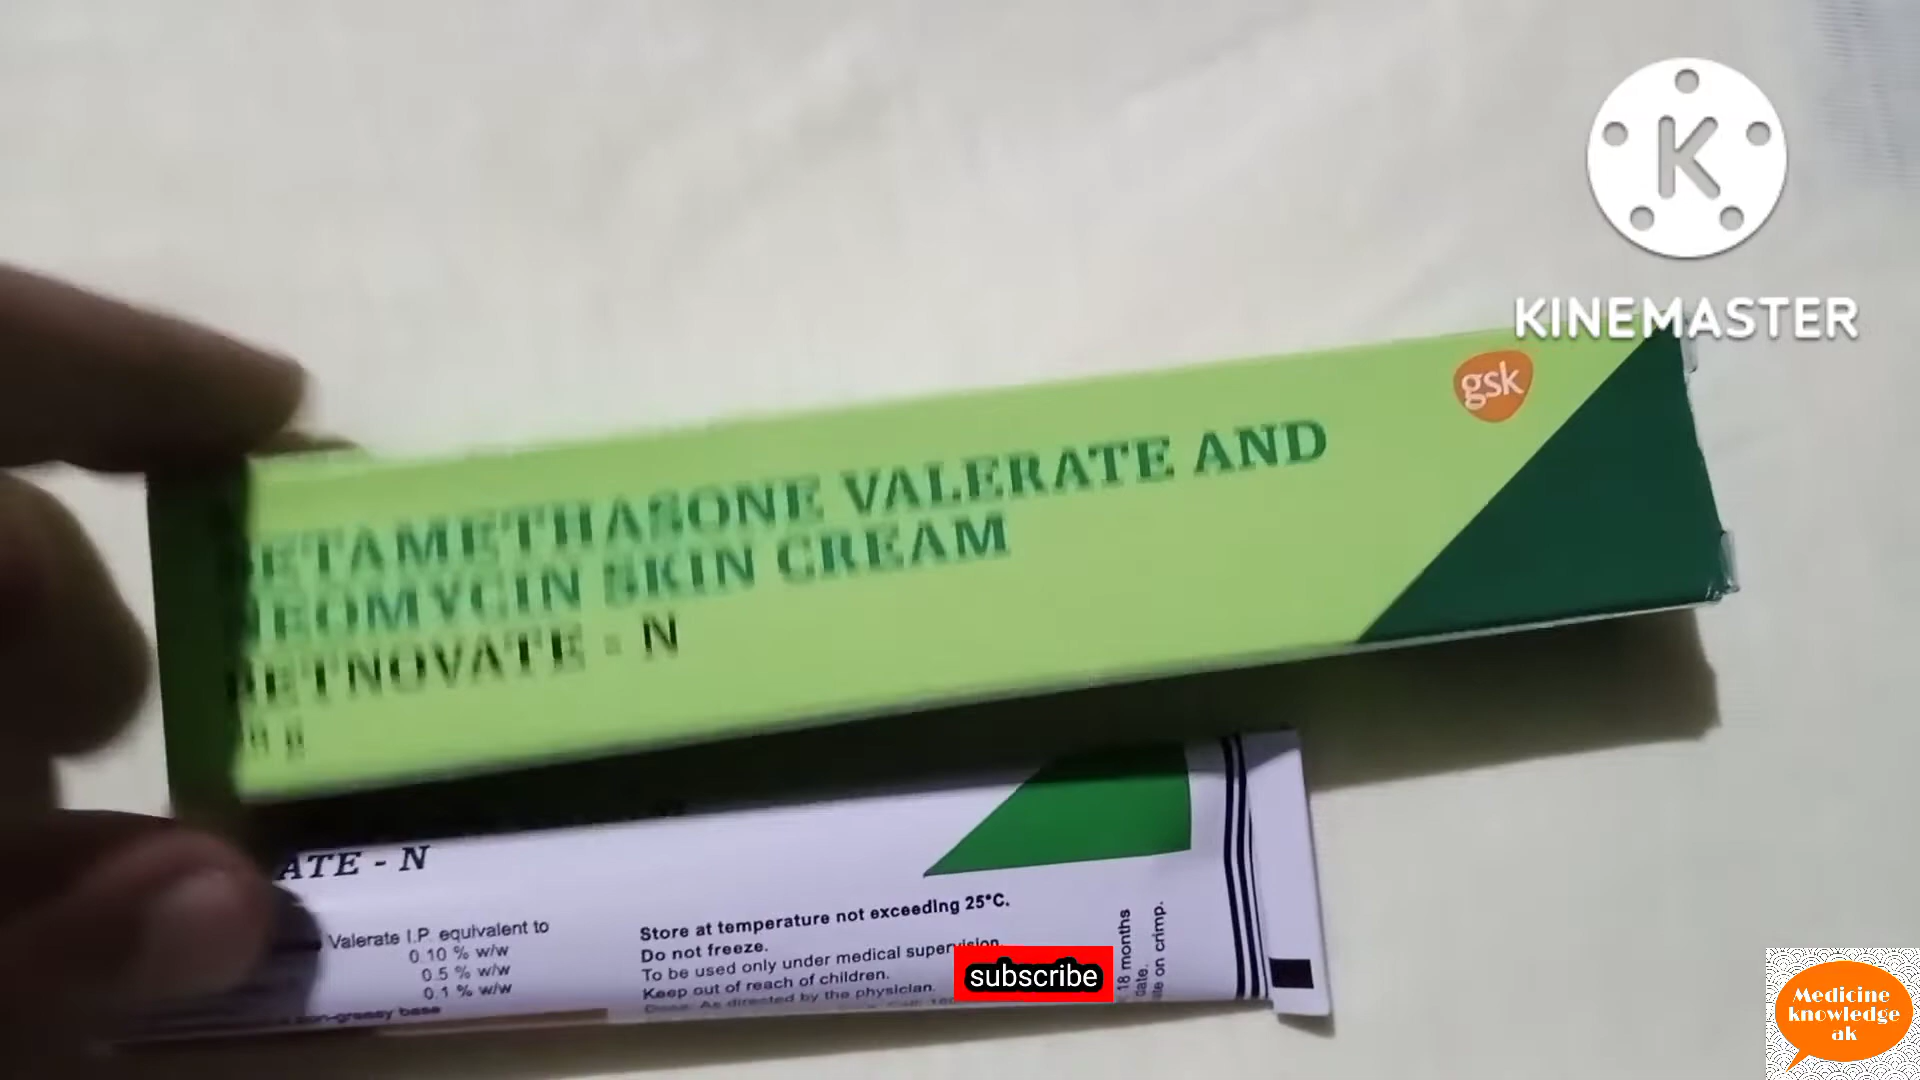 K
KINEMASTER
gsk
BETAMETHASONE VALERATE AND
NEOMYCIN SKIN CREAM
BETNOVATE - N
g
ATE - N
Valerate I.P. equivalent to
0.10 % w/w
0.5 % w/w
0.1 % w/w
non-greasy base
Store at temperature not exceeding 25°C.
Do not freeze.
To be used only under medical supervision.
Keep out of reach of children.
Dose: As directed by the physician.
18 months
date.
on crimp.
subscribe
Medicine
knowledge
ak